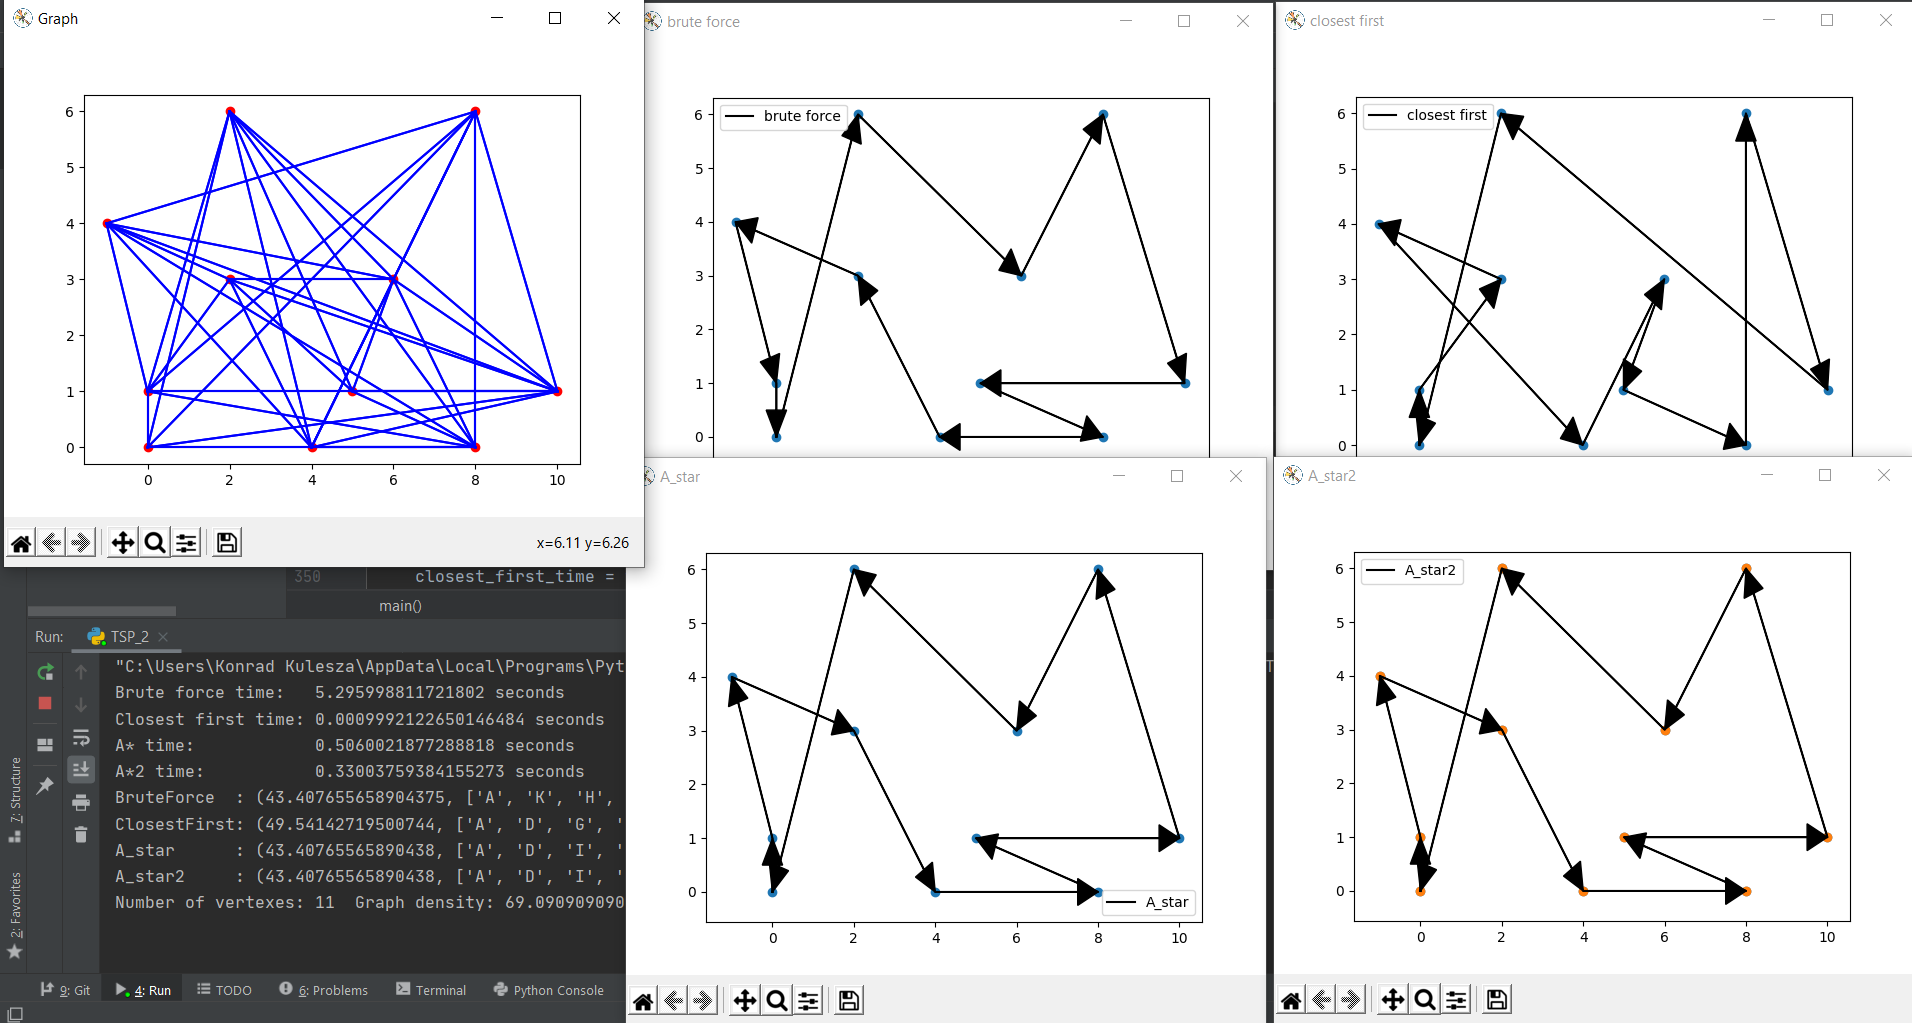 Graph
6
5
4
3
2
1
0
0 2 4 6 8 10
x=6.11 y=6.26
brute force
brute force
6
5
4
3
2
1
0
closest first
closest first
6
5
4
3
2
1
0
350 closest_first_time =
main()
Run: TSP_2
"C:\Users\Konrad Kulesza\AppData\Local\Programs\Pyt
Brute force time: 5.295998811721802 seconds
Closest first time: 0.0009992122650146484 seconds
A* time: 0.5060021877288818 seconds
A*2 time: 0.33003759384155273 seconds
BruteForce : (43.407655658904375, ['A', 'K', 'H',
ClosestFirst: (49.54142719500744, ['A', 'D', 'G', '
A_star : (43.40765565890438, ['A', 'D', 'I', '
A_star2 : (43.40765565890438, ['A', 'D', 'I', '
Number of vertexes: 11 Graph density: 69.090909090
7: Structure
2: Favorites
9: Git
4: Run
TODO
6: Problems
Terminal
Python Console
A_star
6
5
4
3
2
1
0
A_star
0 2 4 6 8 10
A_star2
A_star2
6
5
4
3
2
1
0
0 2 4 6 8 10